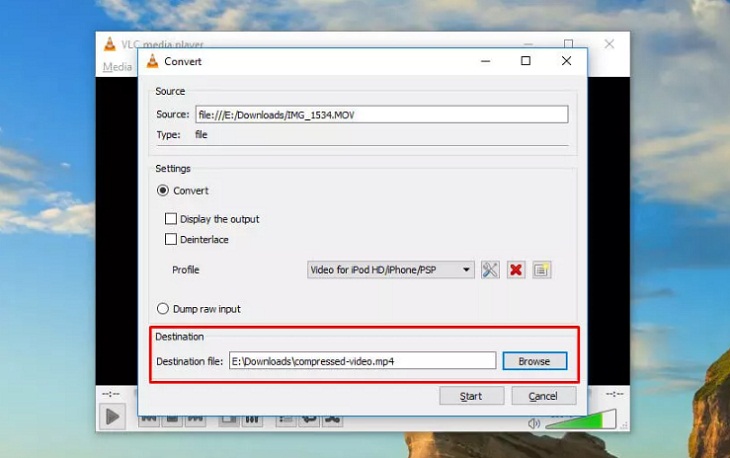 VLC media player
Media
Convert
Source
Source: file:///E:/Downloads/IMG_1534.MOV
Type: file
Settings
Convert
Display the output
Deinterlace
Profile Video for iPod HD/iPhone/PSP
Dump raw input
Destination
Destination file: E:\Downloads\compressed-video.mp4 Browse
Start Cancel
--:-- --:--